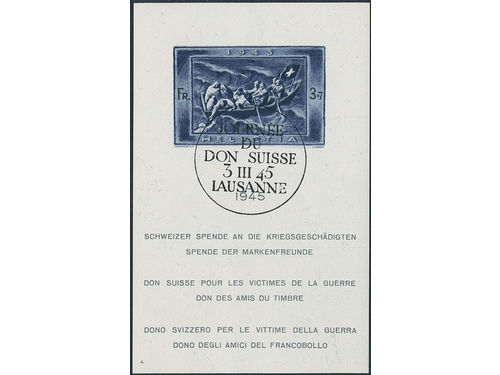 1945
FR. 3+7
HELVETIA
JOURNÉE
DU
DON SUISSE
3 III 45
LAUSANNE
1945
SCHWEIZER SPENDE AN DIE KRIEGSGESCHÄDIGTEN
SPENDE DER MARKENFREUNDE
DON SUISSE POUR LES VICTIMES DE LA GUERRE
DON DES AMIS DU TIMBRE
DONO SVIZZERO PER LE VITTIME DELLA GUERRA
DONO DEGLI AMICI DEL FRANCOBOLLO